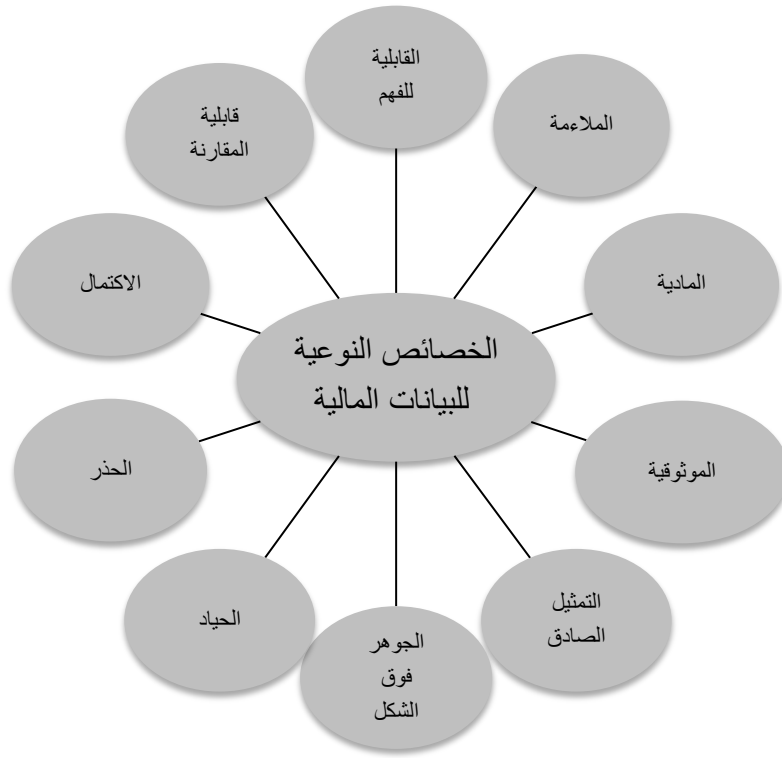 القابلية
للفهم
الملاءمة
المادية
الموثوقية
التمثيل
الصادق
الجوهر
فوق
الشكل
الحياد
الحذر
الاكتمال
قابلية
المقارنة
الخصائص النوعية
للبيانات المالية